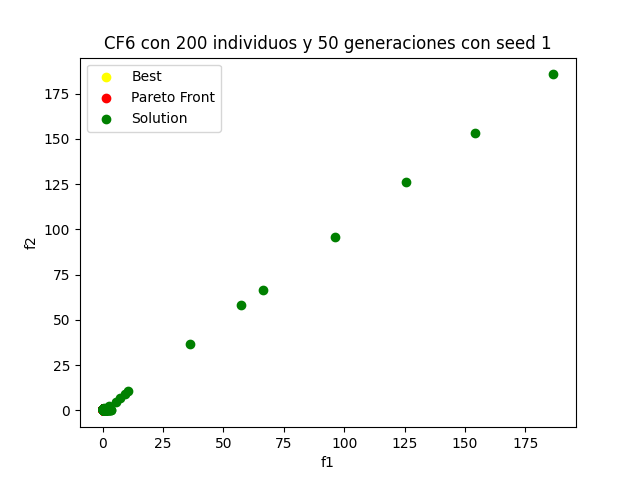 CF6 con 200 individuos y 50 generaciones con seed 1
Best
Pareto Front
Solution
f2
175
150
125
100
75
50
25
0
0 25 50 75 100 125 150 175
f1